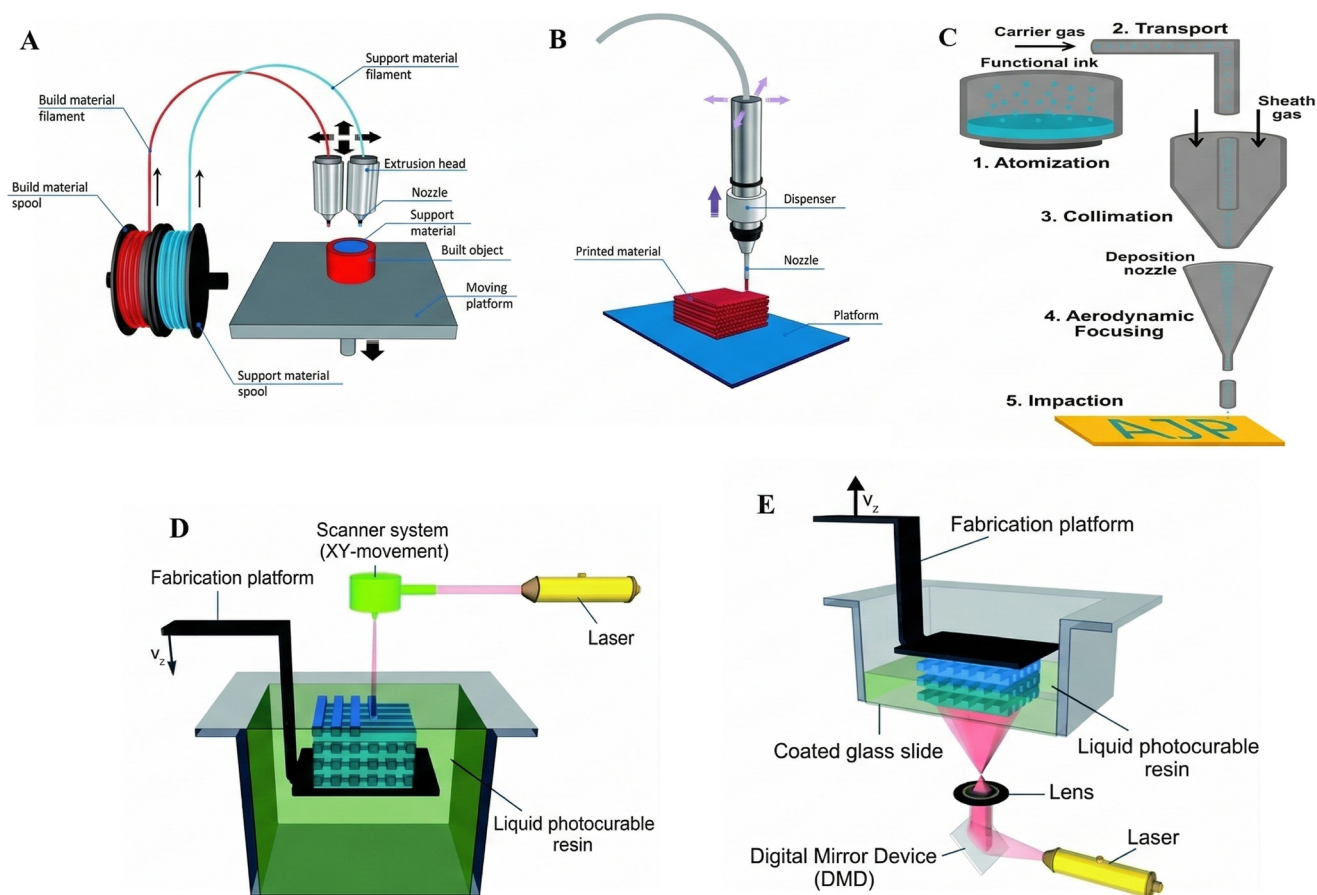 A
Support material
filament
Build material
filament
Extrusion head
Build material
spool
Nozzle
Support
material
Built object
Moving
platform
Support material
spool
B
Dispenser
Printed material
Nozzle
Platform
C
2. Transport
Carrier gas
Functional ink
Sheath
gas
1. Atomization
3. Collimation
Deposition
nozzle
4. Aerodynamic
Focusing
5. Impaction
AJP
D
Scanner system
(XY-movement)
Fabrication platform
Laser
vz
Liquid photocurable
resin
E
vz
Fabrication platform
Coated glass slide
Liquid photocurable
resin
Lens
Laser
Digital Mirror Device
(DMD)